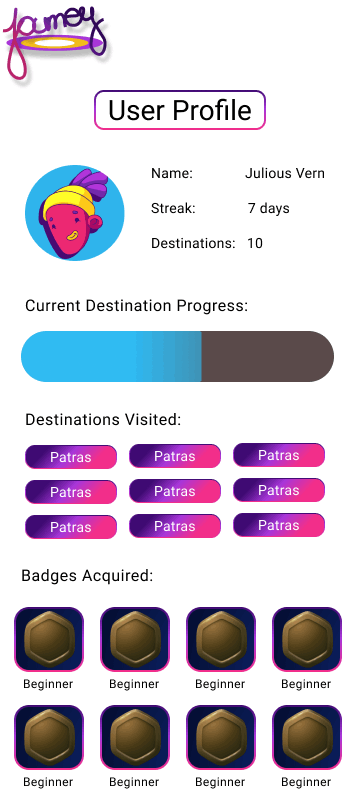 Journey
User Profile
Name: Julious Vern
Streak: 7 days
Destinations: 10
Current Destination Progress:
Destinations Visited:
Patras Patras Patras
Patras Patras Patras
Patras Patras Patras
Badges Acquired:
Beginner Beginner Beginner Beginner
Beginner Beginner Beginner Beginner